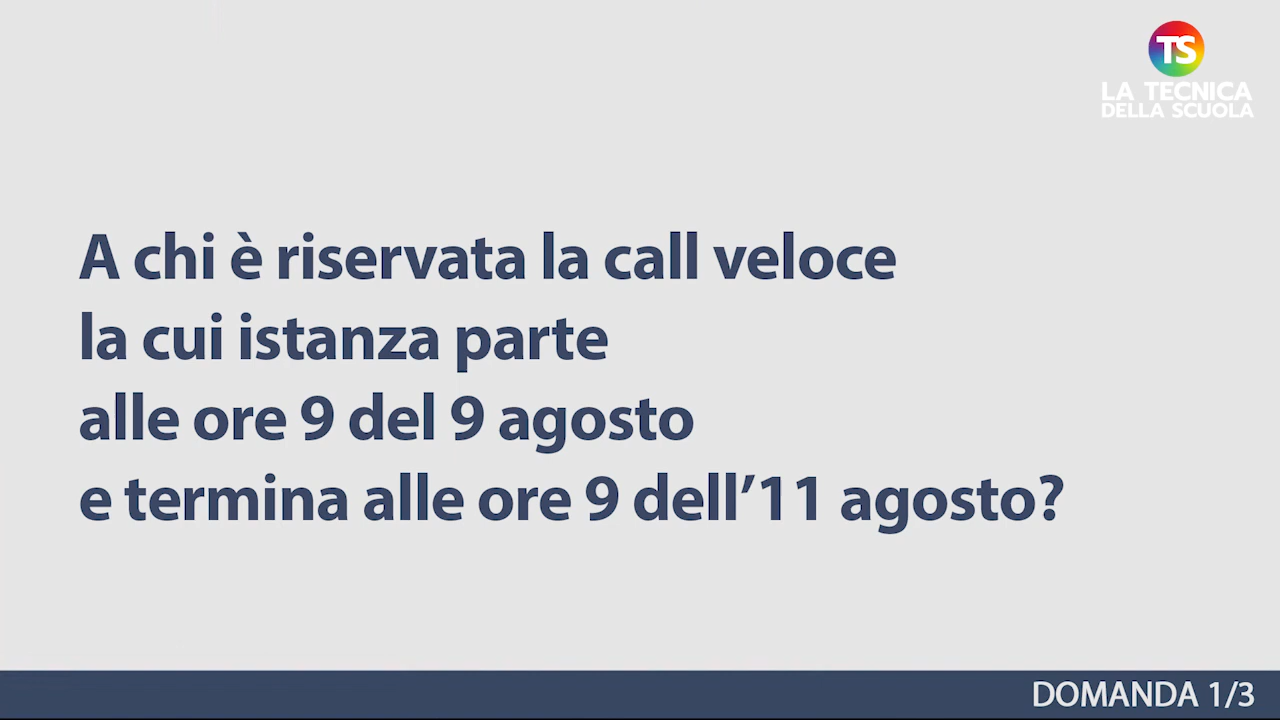 TS
LA TECNICA
DELLA SCUOLA
A chi è riservata la call veloce
la cui istanza parte
alle ore 9 del 9 agosto
e termina alle ore 9 dell’11 agosto?
DOMANDA 1/3